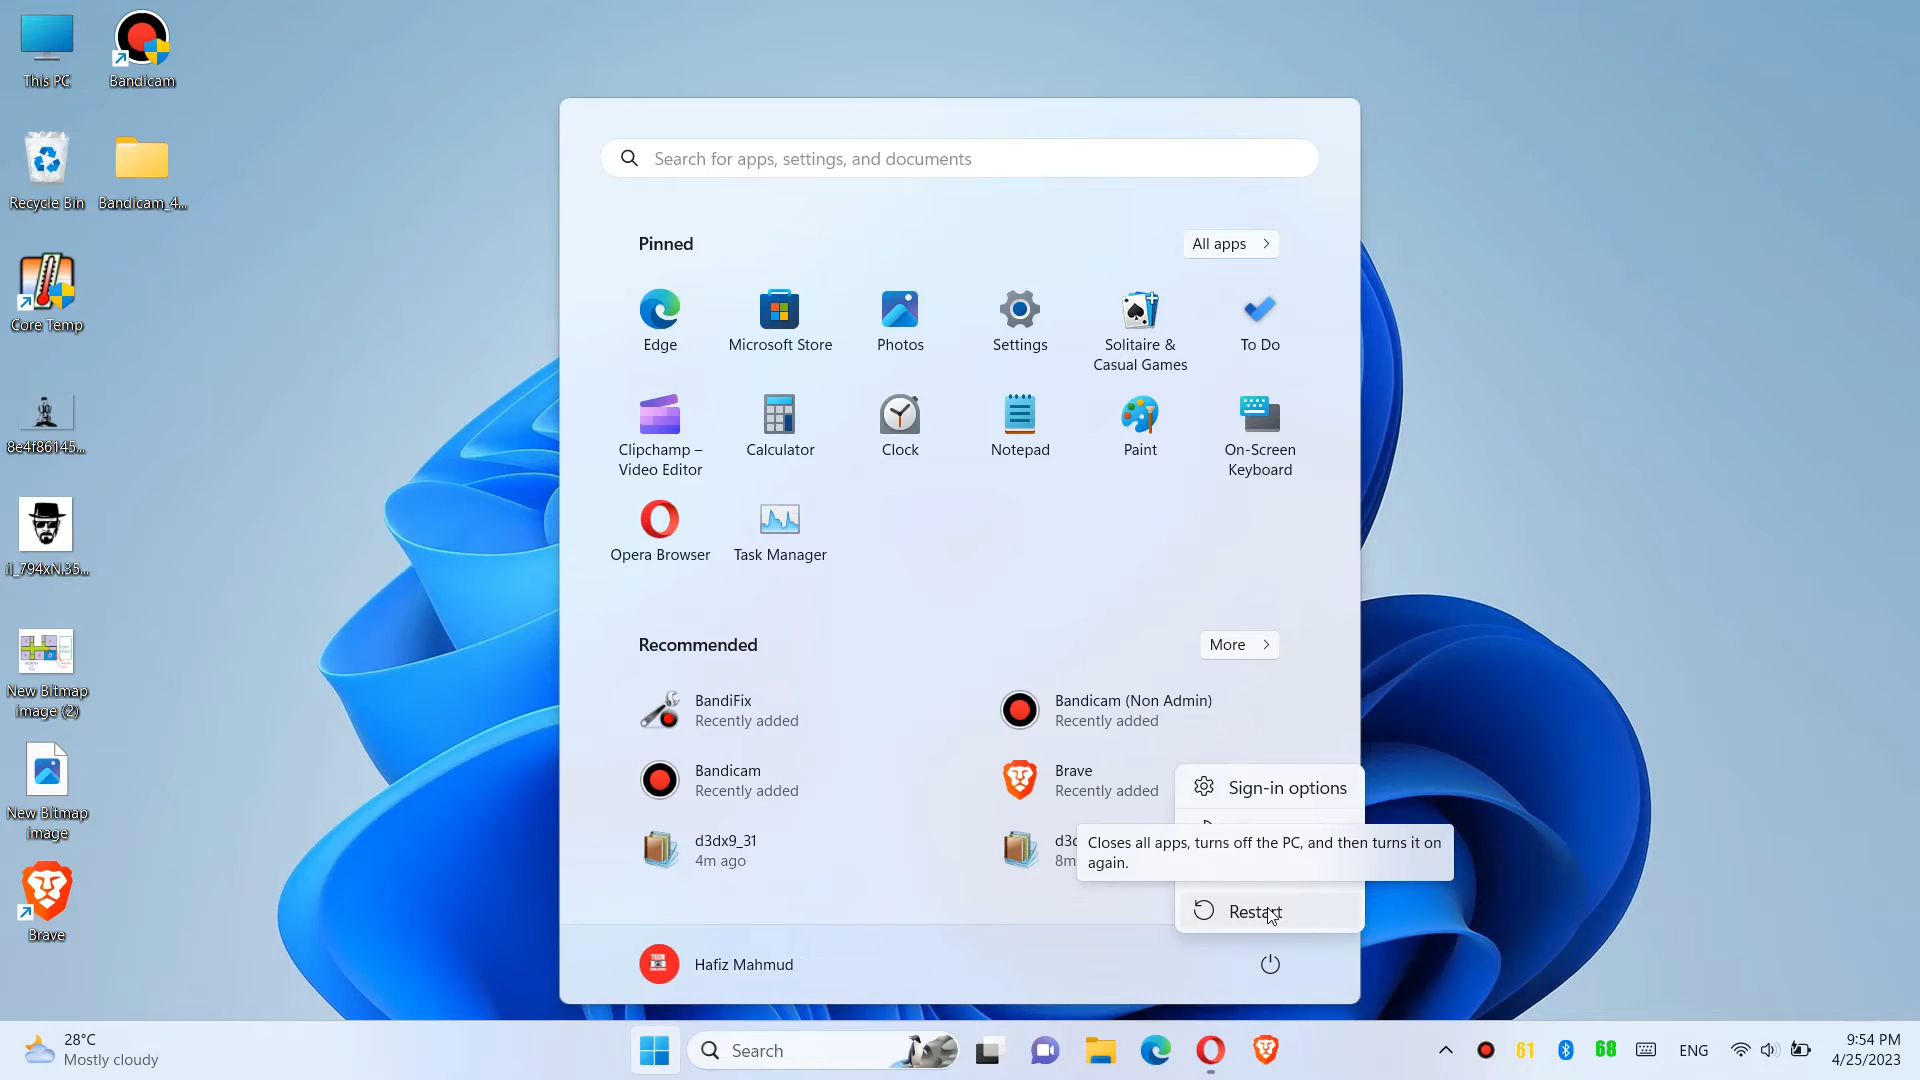 This PC
Bandicam
Recycle Bin
Bandicam_4...
Core Temp
8e4f86145...
il_794xN.35...
New Bitmap
image (2)
New Bitmap
image
Brave
Search for apps, settings, and documents
Pinned
All apps
Edge
Microsoft Store
Photos
Settings
Solitaire &
Casual Games
To Do
Clipchamp –
Video Editor
Calculator
Clock
Notepad
Paint
On-Screen
Keyboard
Opera Browser
Task Manager
Recommended
More
BandiFix
Recently added
Bandicam (Non Admin)
Recently added
Bandicam
Recently added
Brave
Recently added
d3dx9_31
4m ago
8m
Sign-in options
Closes all apps, turns off the PC, and then turns it on
again.
Restart
Hafiz Mahmud
28°C
Mostly cloudy
Search
61
68
ENG
9:54 PM
4/25/2023